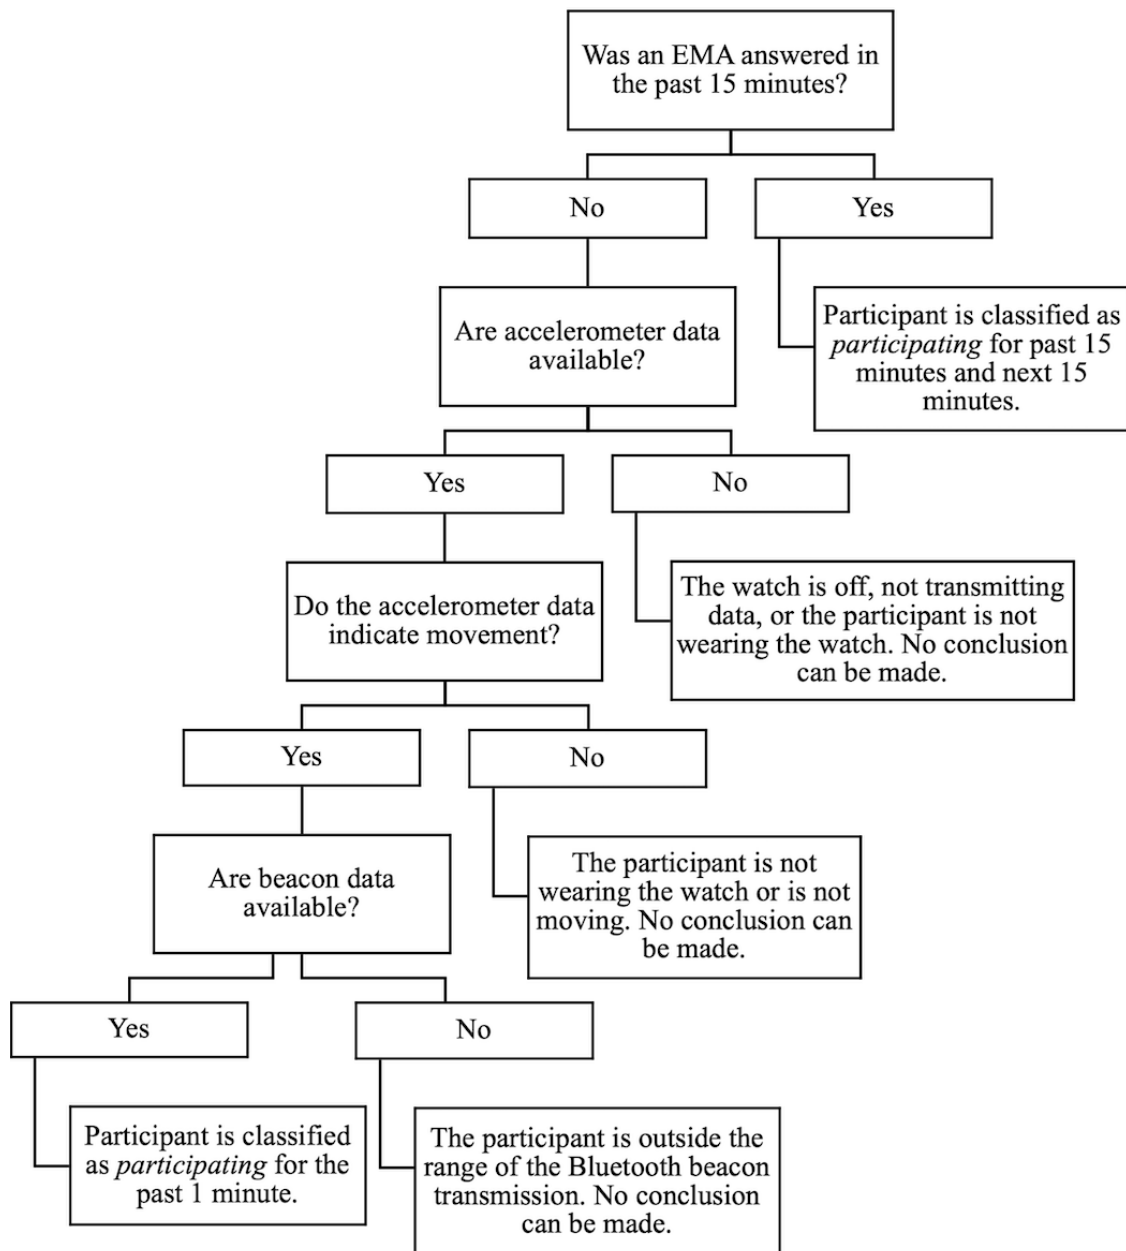 Was an EMA answered in
the past 15 minutes?
No
Yes
Are accelerometer data
available?
Participant is classified as
participating for past 15
minutes and next 15
minutes.
Yes
No
Do the accelerometer data
indicate movement?
The watch is off, not transmitting
data, or the participant is not
wearing the watch. No conclusion
can be made.
Yes
No
Are beacon data
available?
The participant is not
wearing the watch or is not
moving. No conclusion can
be made.
Yes
No
Participant is classified
as participating for the
past 1 minute.
The participant is outside the
range of the Bluetooth beacon
transmission. No conclusion
can be made.